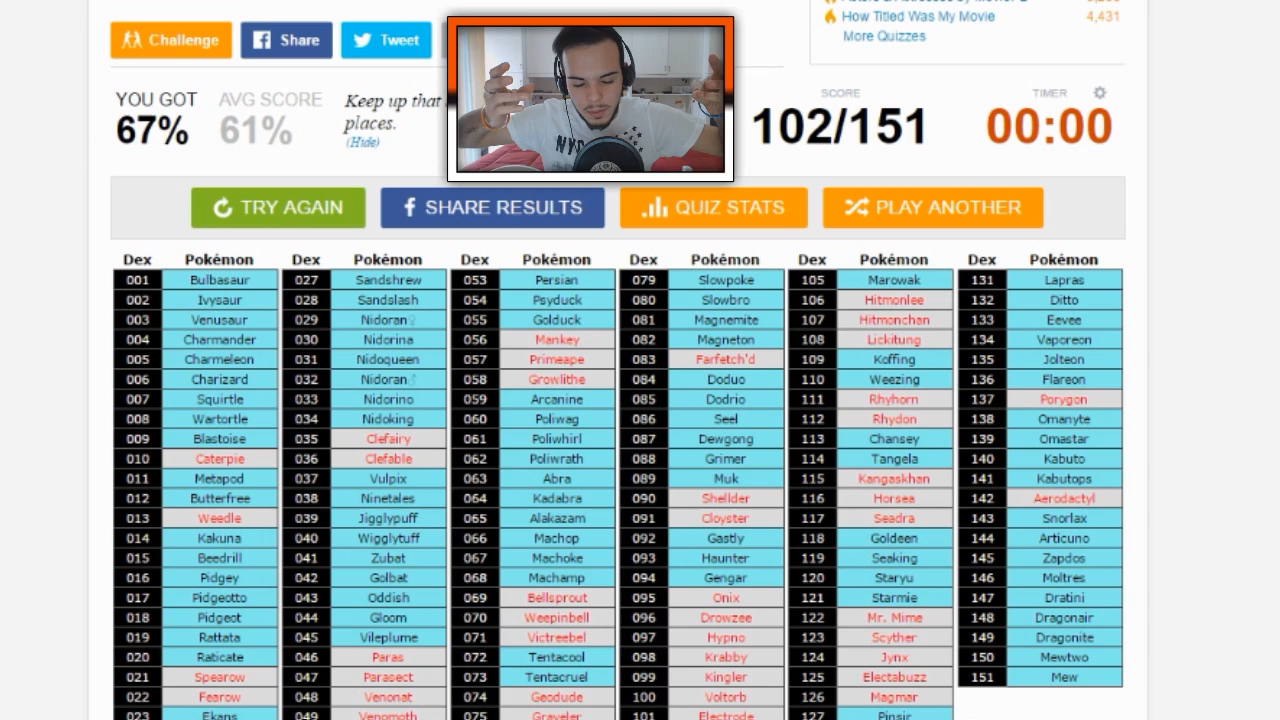 How Titled Was My Movie 4,431
More Quizzes
Challenge
Share
Tweet
YOU GOT
67%
AVG SCORE
61%
Keep up that
places.
(Hide)
SCORE
102/151
TIMER
00:00
TRY AGAIN
SHARE RESULTS
QUIZ STATS
PLAY ANOTHER
Dex Pokémon Dex Pokémon Dex Pokémon Dex Pokémon Dex Pokémon Dex Pokémon
001 Bulbasaur 027 Sandshrew 053 Persian 079 Slowpoke 105 Marowak 131 Lapras
002 Ivysaur 028 Sandslash 054 Psyduck 080 Slowbro 106 Hitmonlee 132 Ditto
003 Venusaur 029 Nidoran♀ 055 Golduck 081 Magnemite 107 Hitmonchan 133 Eevee
004 Charmander 030 Nidorina 056 Mankey 082 Magneton 108 Lickitung 134 Vaporeon
005 Charmeleon 031 Nidoqueen 057 Primeape 083 Farfetch'd 109 Koffing 135 Jolteon
006 Charizard 032 Nidoran♂ 058 Growlithe 084 Doduo 110 Weezing 136 Flareon
007 Squirtle 033 Nidorino 059 Arcanine 085 Dodrio 111 Rhyhorn 137 Porygon
008 Wartortle 034 Nidoking 060 Poliwag 086 Seel 112 Rhydon 138 Omanyte
009 Blastoise 035 Clefairy 061 Poliwhirl 087 Dewgong 113 Chansey 139 Omastar
010 Caterpie 036 Clefable 062 Poliwrath 088 Grimer 114 Tangela 140 Kabuto
011 Metapod 037 Vulpix 063 Abra 089 Muk 115 Kangaskhan 141 Kabutops
012 Butterfree 038 Ninetales 064 Kadabra 090 Shellder 116 Horsea 142 Aerodactyl
013 Weedle 039 Jigglypuff 065 Alakazam 091 Cloyster 117 Seadra 143 Snorlax
014 Kakuna 040 Wigglytuff 066 Machop 092 Gastly 118 Goldeen 144 Articuno
015 Beedrill 041 Zubat 067 Machoke 093 Haunter 119 Seaking 145 Zapdos
016 Pidgey 042 Golbat 068 Machamp 094 Gengar 120 Staryu 146 Moltres
017 Pidgeotto 043 Oddish 069 Bellsprout 095 Onix 121 Starmie 147 Dratini
018 Pidgeot 044 Gloom 070 Weepinbell 096 Drowzee 122 Mr. Mime 148 Dragonair
019 Rattata 045 Vileplume 071 Victreebel 097 Hypno 123 Scyther 149 Dragonite
020 Raticate 046 Paras 072 Tentacool 098 Krabby 124 Jynx 150 Mewtwo
021 Spearow 047 Parasect 073 Tentacruel 099 Kingler 125 Electabuzz 151 Mew
022 Fearow 048 Venonat 074 Geodude 100 Voltorb 126 Magmar
023 Ekans 049 Venomoth 075 Graveler 101 Electrode 127 Pinsir